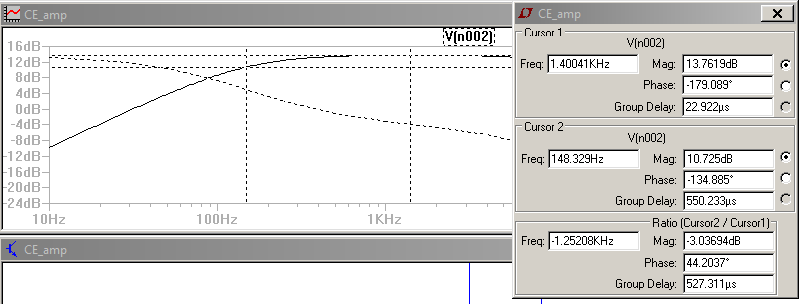 CE_amp
V(n002)
16dB
12dB
8dB
4dB
0dB
-4dB
-8dB
-12dB
-16dB
-20dB
-24dB
10Hz 100Hz 1KHz
CE_amp
CE_amp
Cursor 1
V(n002)
Freq: 1.40041KHz Mag: 13.7619dB
Phase: -179.089°
Group Delay: 22.922µs
Cursor 2
V(n002)
Freq: 148.329Hz Mag: 10.725dB
Phase: -134.885°
Group Delay: 550.233µs
Ratio (Cursor2 / Cursor1)
Freq: -1.25208KHz Mag: -3.03694dB
Phase: 44.2037°
Group Delay: 527.311µs